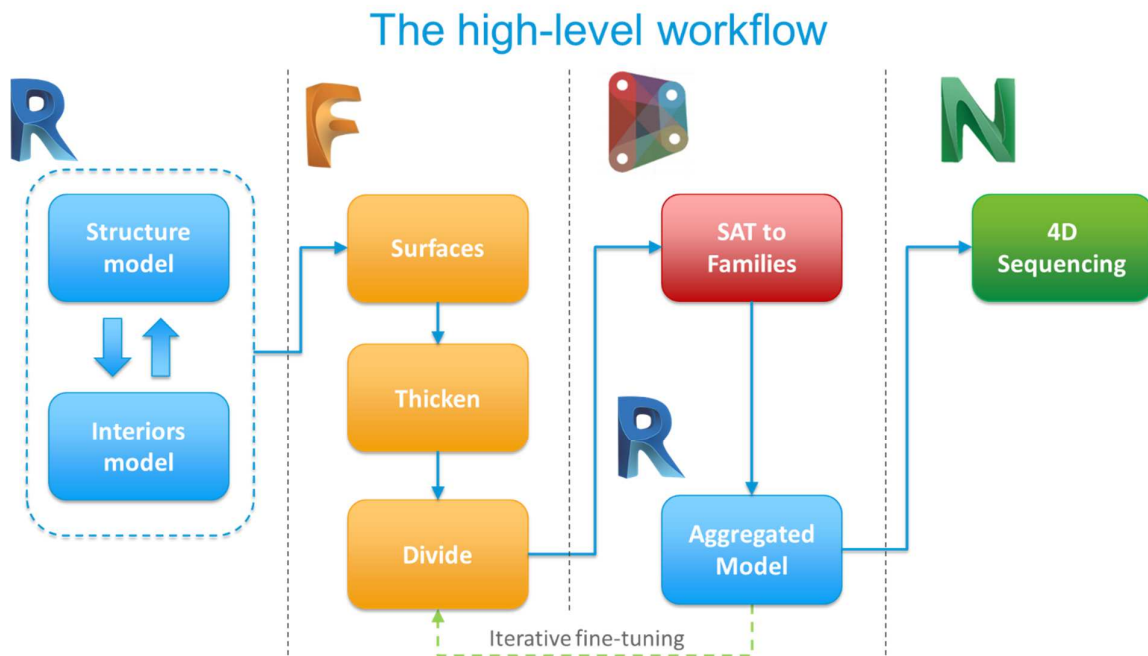 The high-level workflow
Structure
model
Interiors
model
Surfaces
Thicken
Divide
SAT to
Families
Aggregated
Model
4D
Sequencing
Iterative fine-tuning